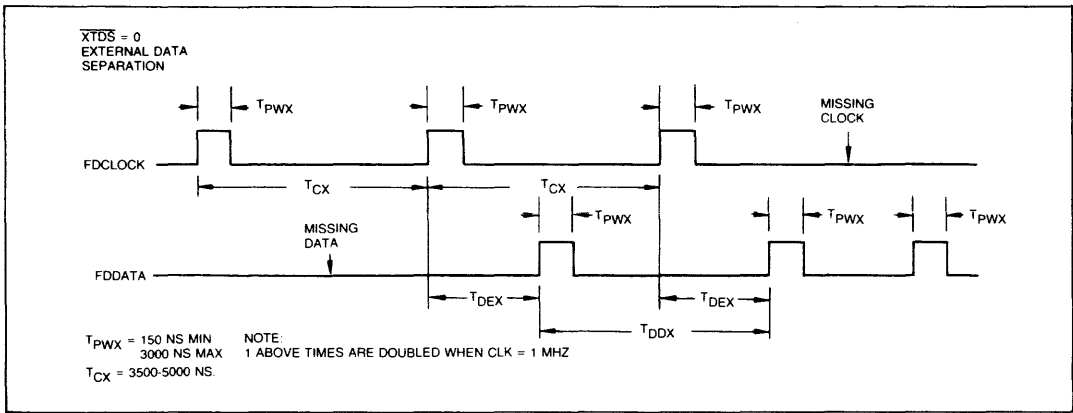 XTDS = 0
EXTERNAL DATA
SEPARATION
TPWX TPWX TPWX
MISSING
CLOCK
FDCLOCK
TCX TCX
TPWX TPWX TPWX
MISSING
DATA
FDDATA
TDEX TDEX
TDDX
TPWX = 150 NS MIN
3000 NS MAX
TCX = 3500-5000 NS.
NOTE:
1 ABOVE TIMES ARE DOUBLED WHEN CLK = 1 MHZ